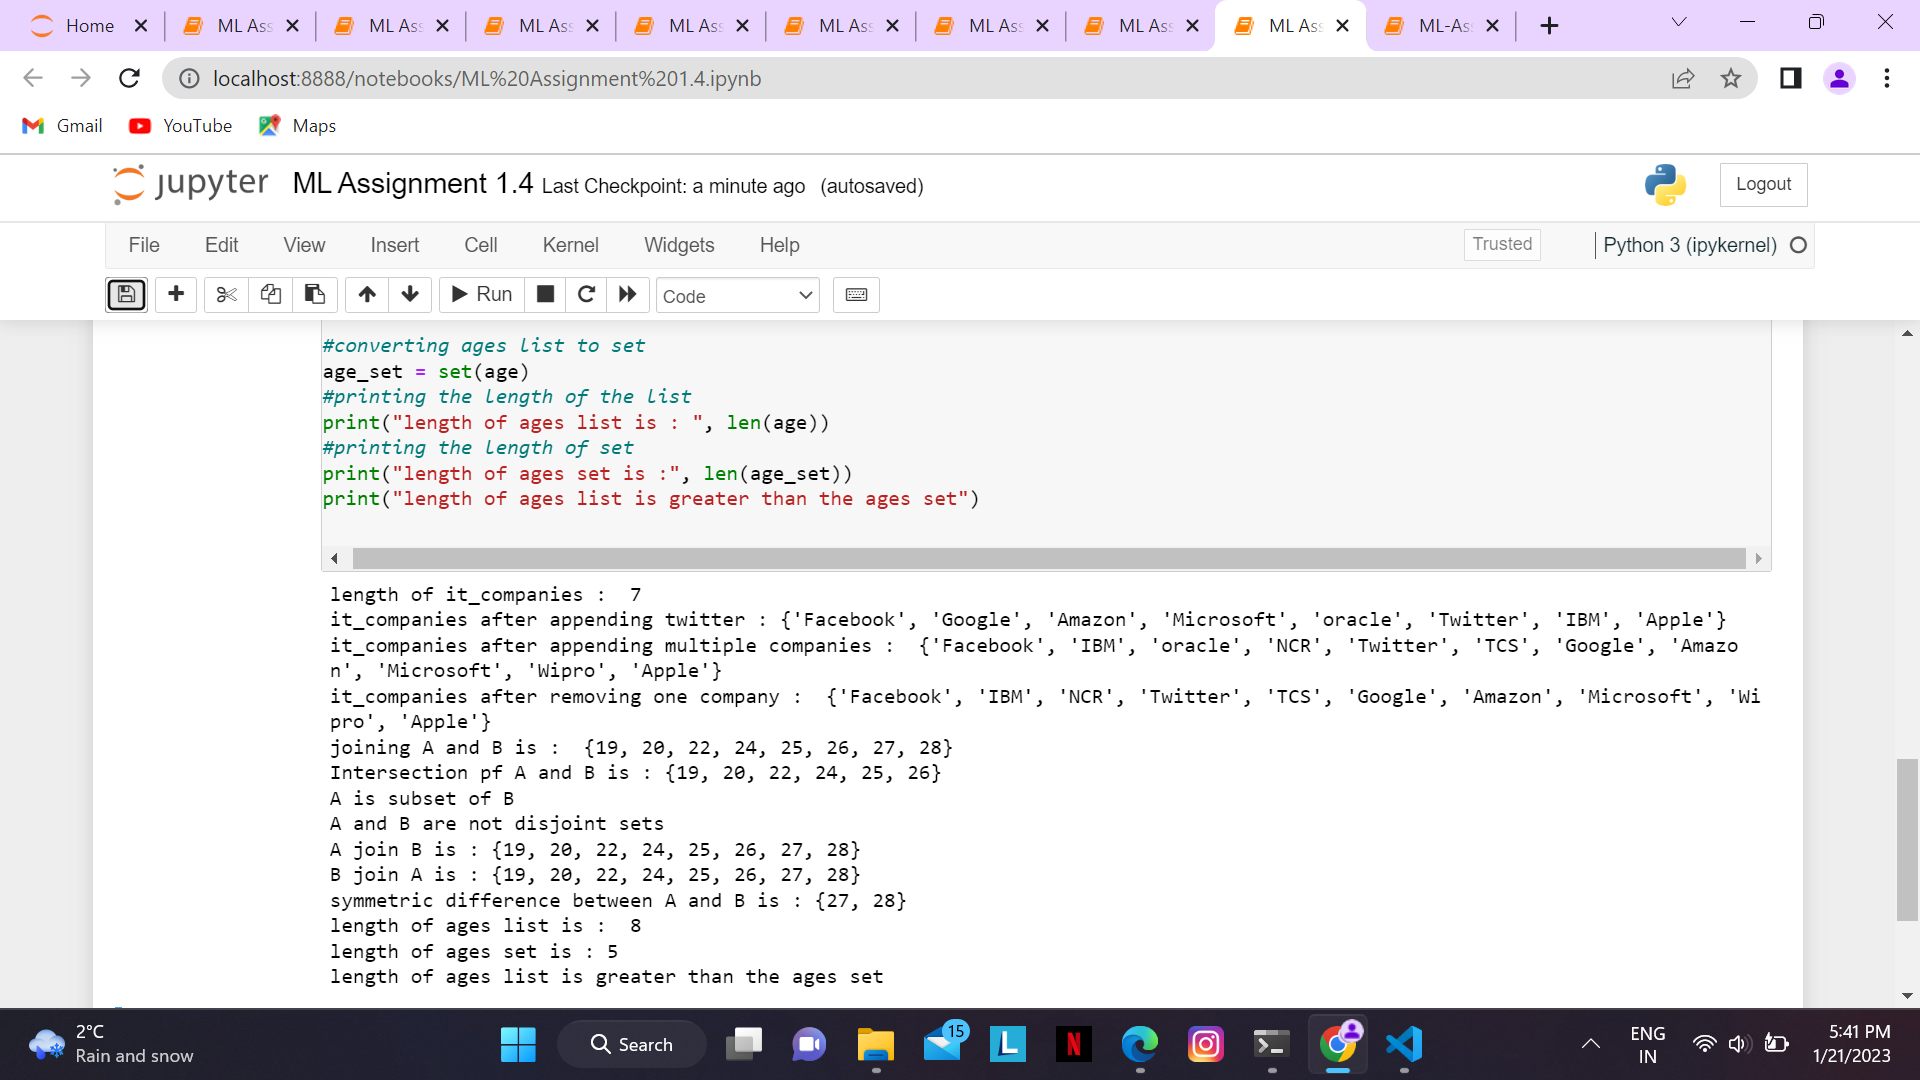 Home ML Ass ML Ass ML Ass ML Ass ML Ass ML Ass ML Ass ML Ass ML-As
localhost:8888/notebooks/ML%20Assignment%201.4.ipynb
Gmail YouTube Maps
jupyter ML Assignment 1.4 Last Checkpoint: a minute ago (autosaved) Logout
File Edit View Insert Cell Kernel Widgets Help Trusted Python 3 (ipykernel)
Run Code
#converting ages list to set
age_set = set(age)
#printing the length of the list
print("length of ages list is : ", len(age))
#printing the length of set
print("length of ages set is :", len(age_set))
print("length of ages list is greater than the ages set")
length of it_companies :  7
it_companies after appending twitter : {'Facebook', 'Google', 'Amazon', 'Microsoft', 'oracle', 'Twitter', 'IBM', 'Apple'}
it_companies after appending multiple companies :  {'Facebook', 'IBM', 'oracle', 'NCR', 'Twitter', 'TCS', 'Google', 'Amazo
n', 'Microsoft', 'Wipro', 'Apple'}
it_companies after removing one company :  {'Facebook', 'IBM', 'NCR', 'Twitter', 'TCS', 'Google', 'Amazon', 'Microsoft', 'Wi
pro', 'Apple'}
joining A and B is :  {19, 20, 22, 24, 25, 26, 27, 28}
Intersection pf A and B is : {19, 20, 22, 24, 25, 26}
A is subset of B
A and B are not disjoint sets
A join B is : {19, 20, 22, 24, 25, 26, 27, 28}
B join A is : {19, 20, 22, 24, 25, 26, 27, 28}
symmetric difference between A and B is : {27, 28}
length of ages list is :  8
length of ages set is : 5
length of ages list is greater than the ages set
2°C
Rain and snow
Search
15
L
N
ENG
IN
5:41 PM
1/21/2023